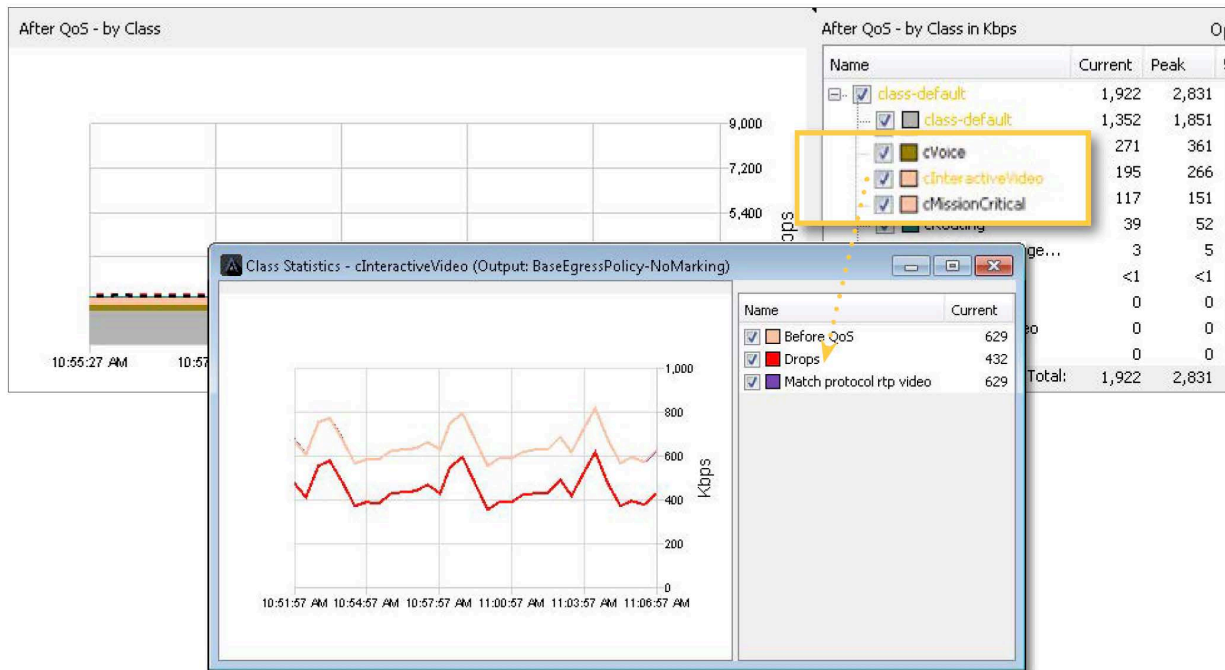 After QoS - by Class
9,000
7,200
5,400
10:55:27 AM
10:57
After QoS - by Class in Kbps
Name Current Peak
class-default 1,922 2,831
class-default 1,352 1,851
cVoice 271 361
cInteractiveVideo 195 266
cMissionCritical 117 151
cRouting 39 52
ge... 3 5
<1 <1
0 0
0 0
0 0
Total: 1,922 2,831
Class Statistics - cInteractiveVideo (Output: BaseEgressPolicy-NoMarking)
1,000
800
600
400
200
0
Kbps
10:51:57 AM 10:54:57 AM 10:57:57 AM 11:00:57 AM 11:03:57 AM 11:06:57 AM
Name Current
Before QoS 629
Drops 432
Match protocol rtp video 629